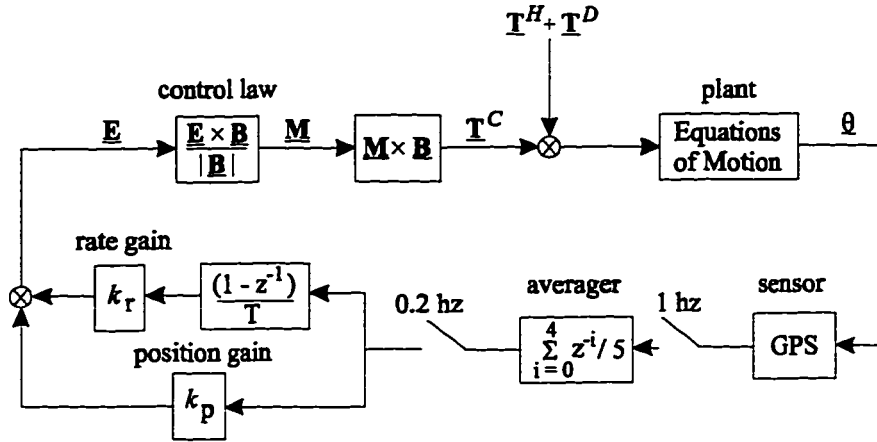 T^H + T^D
control law
plant
E
E × B
|B|
M
M × B
T^C
Equations
of Motion
θ
rate gain
k_r
(1 - z^-1)
T
0.2 hz
averager
4
Σ z^-i / 5
i = 0
1 hz
sensor
GPS
position gain
k_p